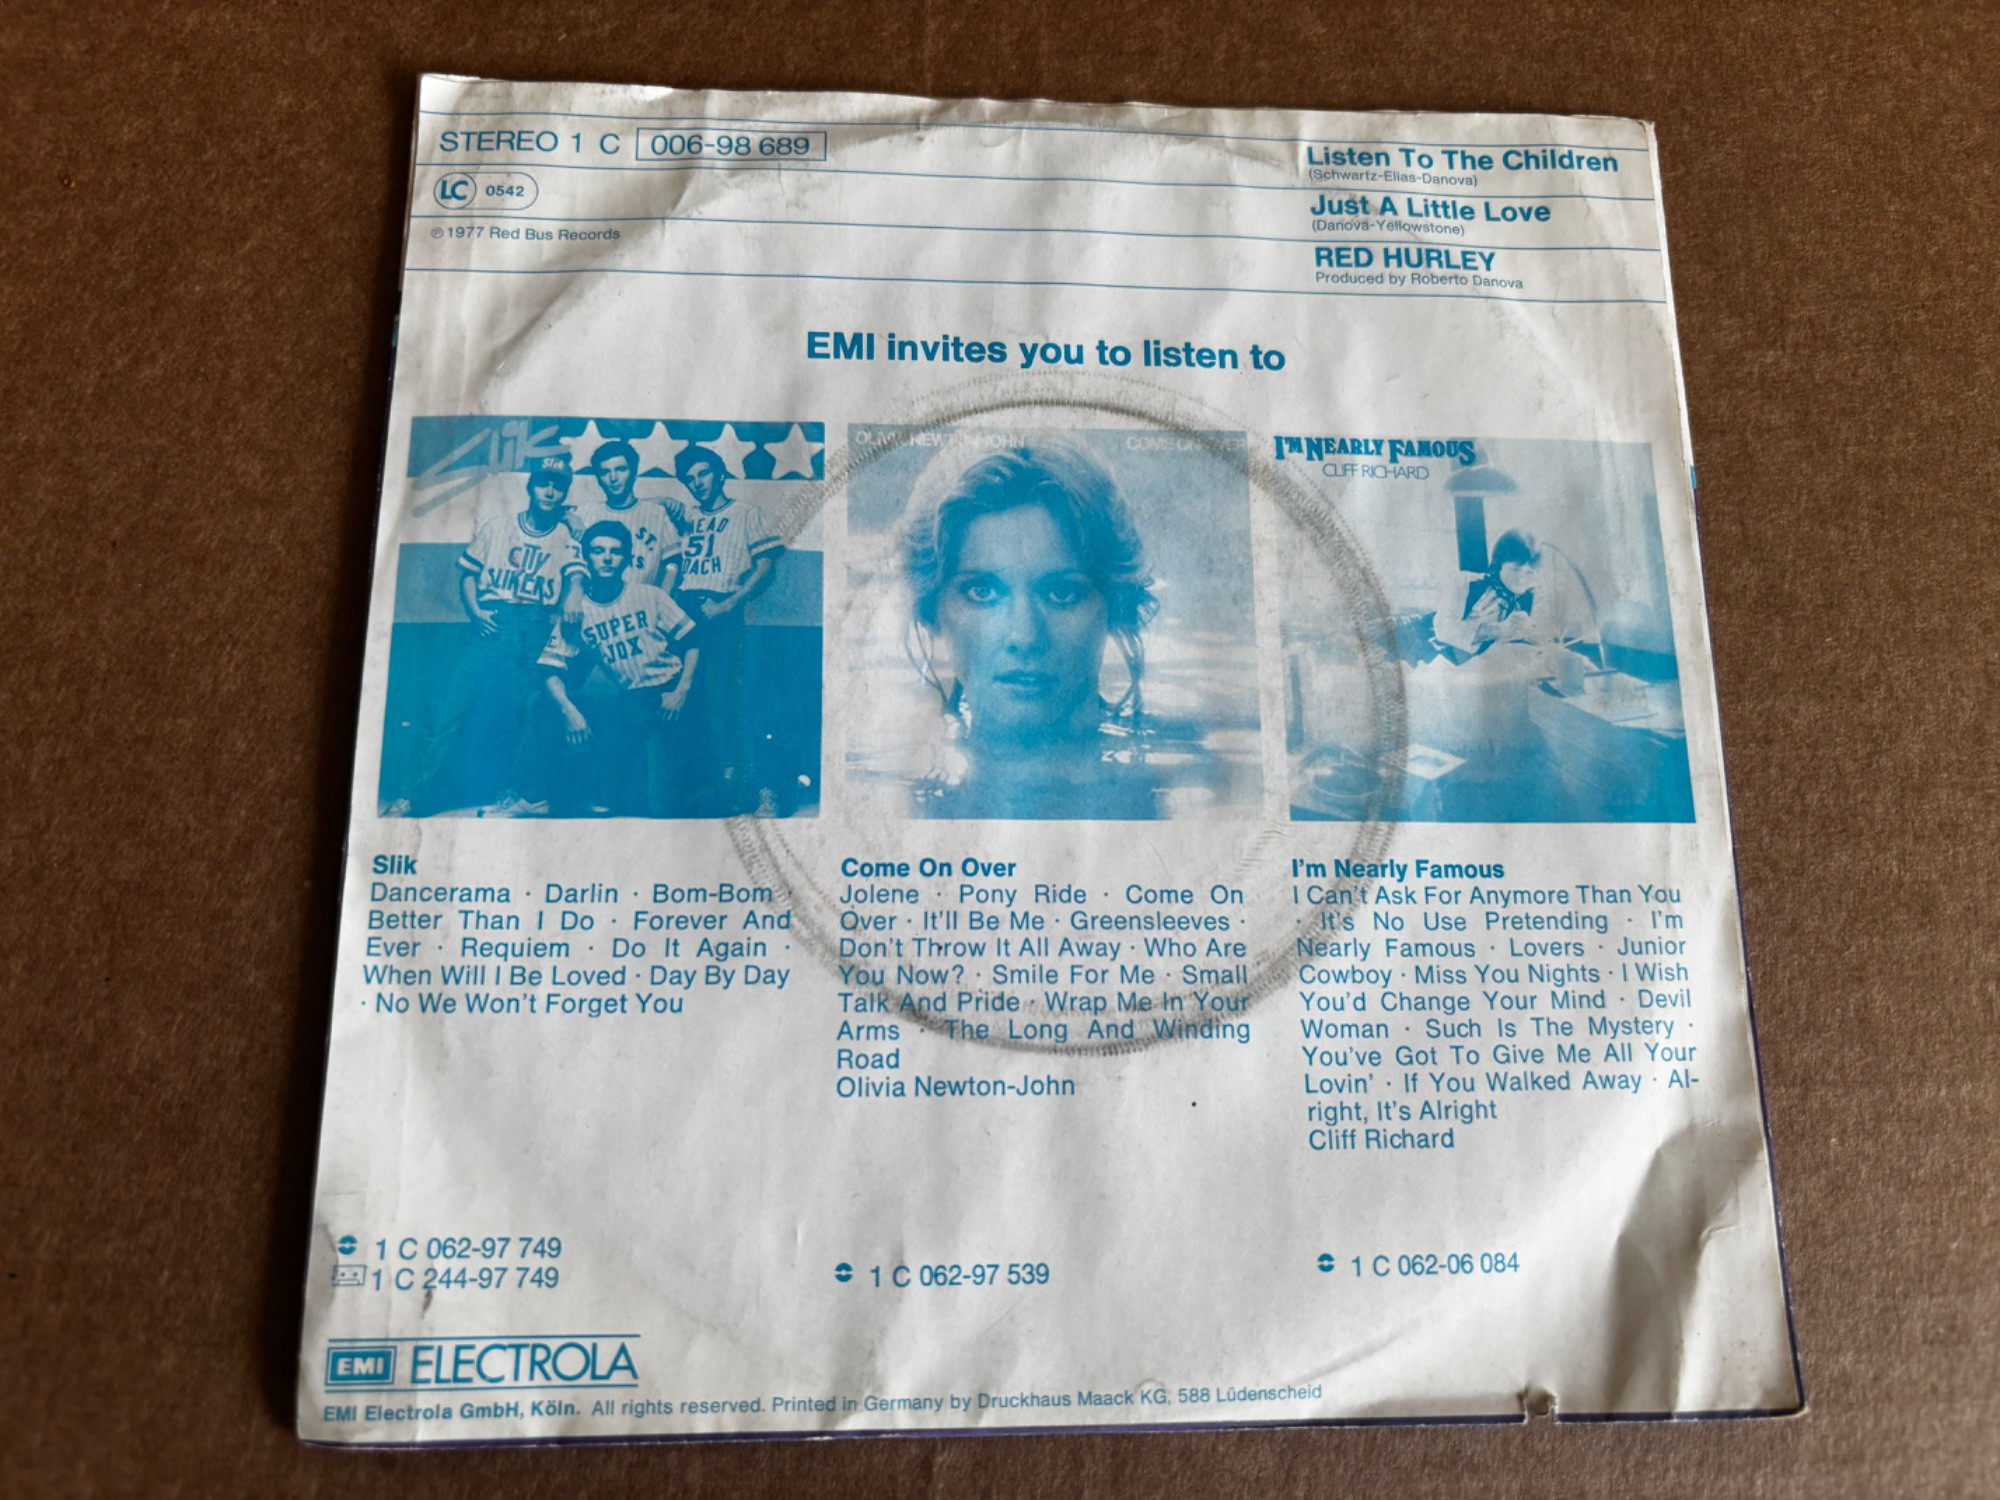 STEREO 1 C 006-98 689
LC 0542
℗ 1977 Red Bus Records
Listen To The Children
(Schwartz-Elias-Danova)
Just A Little Love
(Danova-Yellowstone)
RED HURLEY
Produced by Roberto Danova
EMI invites you to listen to
Slik
Slik
CITY
SLIKERS
ST.
HEAD
51
SUPER
JOX
OLIVIA NEWTON-JOHN
COME ON OVER
I'M NEARLY FAMOUS
CLIFF RICHARD
Slik
Dancerama · Darlin · Bom-Bom ·
Better Than I Do · Forever And
Ever · Requiem · Do It Again ·
When Will I Be Loved · Day By Day
· No We Won't Forget You
Come On Over
Jolene · Pony Ride · Come On
Over · It'll Be Me · Greensleeves ·
Don't Throw It All Away · Who Are
You Now? · Smile For Me · Small
Talk And Pride · Wrap Me In Your
Arms · The Long And Winding
Road
Olivia Newton-John
I'm Nearly Famous
I Can't Ask For Anymore Than You
· It's No Use Pretending · I'm
Nearly Famous · Lovers · Junior
Cowboy · Miss You Nights · I Wish
You'd Change Your Mind · Devil
Woman · Such Is The Mystery ·
You've Got To Give Me All Your
Lovin' · If You Walked Away · Al-
right, It's Alright
Cliff Richard
1 C 062-97 749
1 C 244-97 749
1 C 062-97 539
1 C 062-06 084
EMI ELECTROLA
EMI Electrola GmbH, Köln. All rights reserved. Printed in Germany by Druckhaus Maack KG, 588 Lüdenscheid